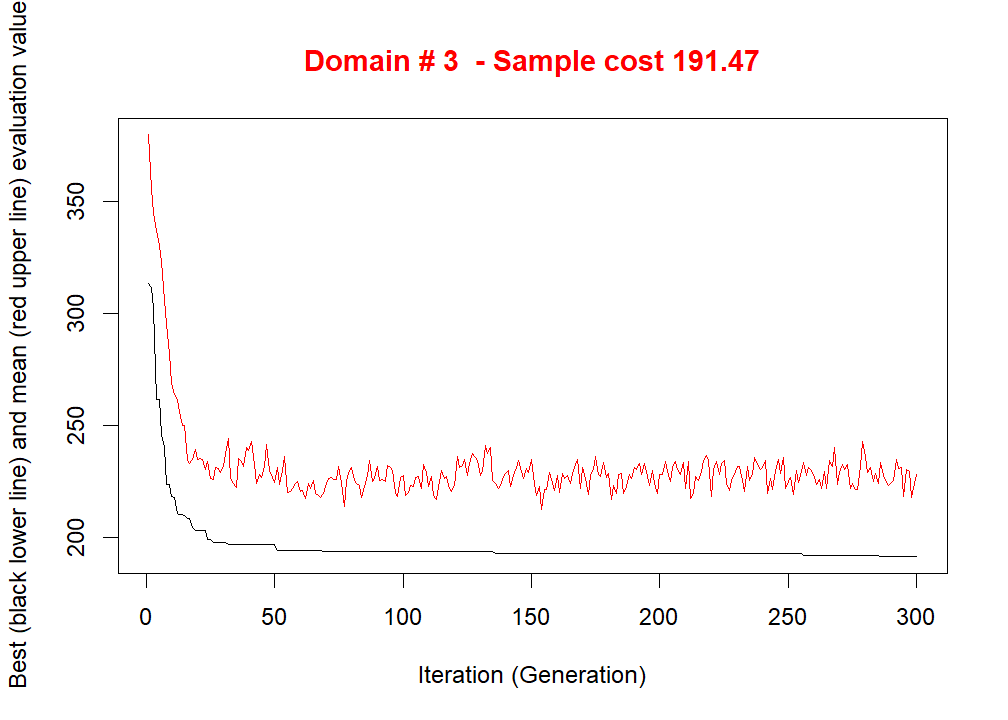 Domain # 3  - Sample cost 191.47
Best (black lower line) and mean (red upper line) evaluation value
350
300
250
200
0 50 100 150 200 250 300
Iteration (Generation)